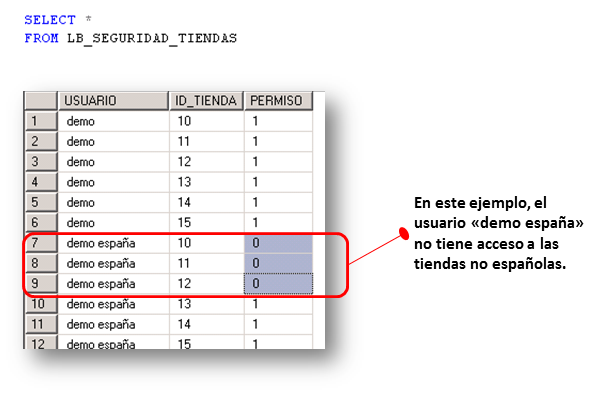 SELECT *
FROM LB_SEGURIDAD_TIENDAS
USUARIO ID_TIENDA PERMISO
1 demo 10 1
2 demo 11 1
3 demo 12 1
4 demo 13 1
5 demo 14 1
6 demo 15 1
7 demo españa 10 0
8 demo españa 11 0
9 demo españa 12 0
10 demo españa 13 1
11 demo españa 14 1
12 demo españa 15 1
En este ejemplo, el
usuario «demo españa»
no tiene acceso a las
tiendas no españolas.